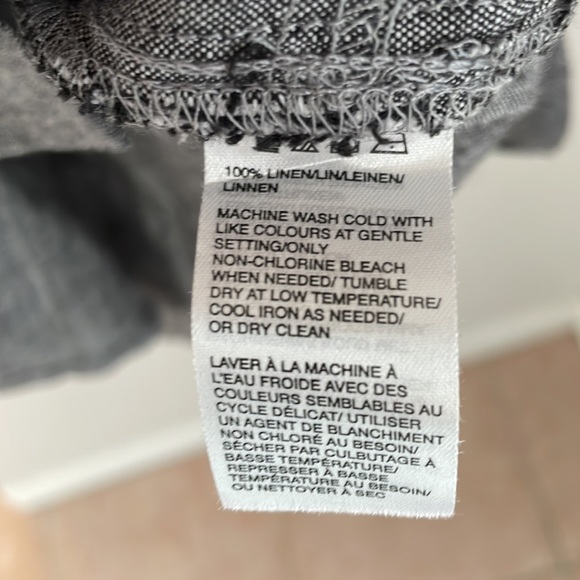 100% LINEN/LIN/LEINEN/
LINNEN
MACHINE WASH COLD WITH
LIKE COLOURS AT GENTLE
SETTING/ONLY
NON-CHLORINE BLEACH
WHEN NEEDED/ TUMBLE
DRY AT LOW TEMPERATURE/
COOL IRON AS NEEDED/
OR DRY CLEAN
LAVER À LA MACHINE À
L'EAU FROIDE AVEC DES
COULEURS SEMBLABLES AU
CYCLE DÉLICAT/ UTILISER
UN AGENT DE BLANCHIMENT
NON CHLORÉ AU BESOIN/
SÉCHER PAR CULBUTAGE À
BASSE TEMPÉRATURE/
REPRESSER À BASSE
TEMPÉRATURE AU BESOIN/
OU NETTOYER À SEC